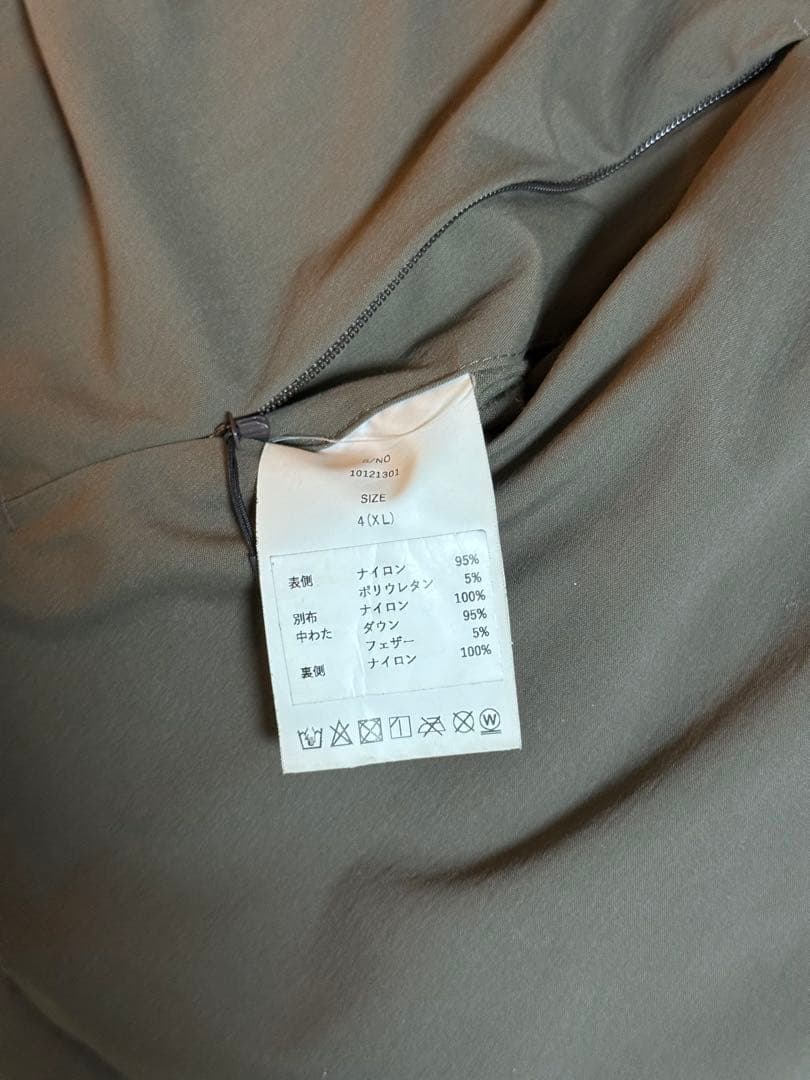 S/NO
10121301
SIZE
4(XL)
表側 ナイロン 95%
ポリウレタン 5%
別布 ナイロン 100%
中わた ダウン 95%
フェザー 5%
裏側 ナイロン 100%
W